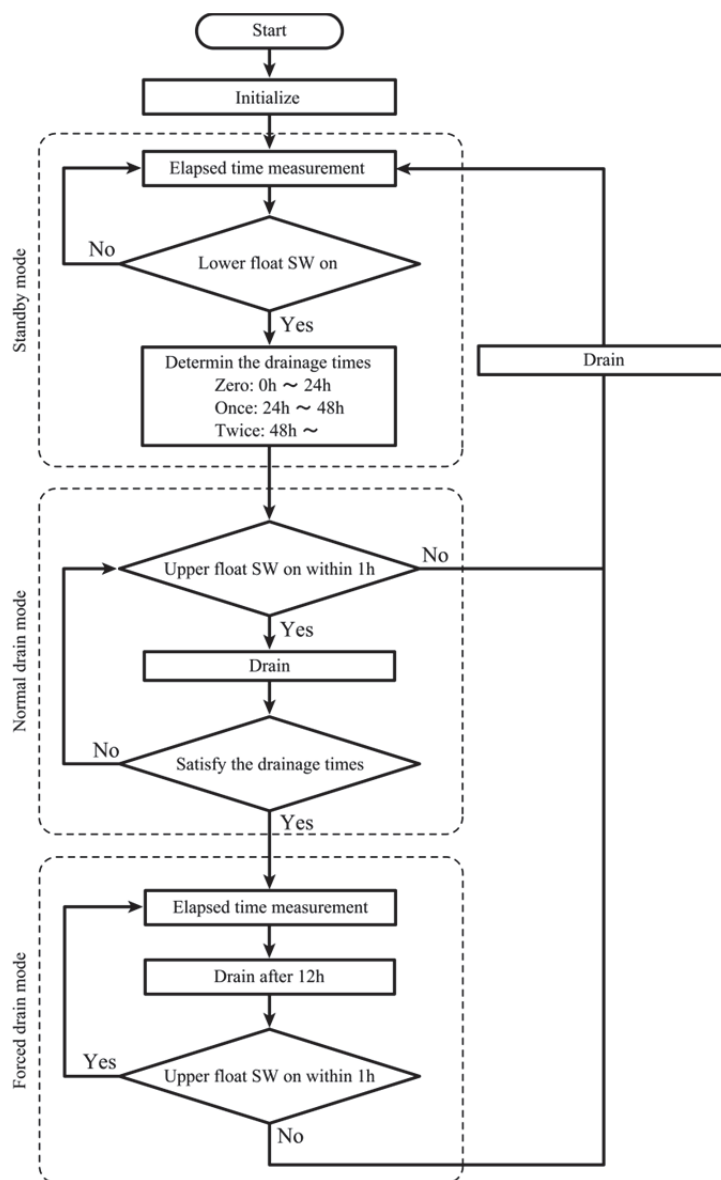 Start
Initialize
Standby mode
Elapsed time measurement
No
Lower float SW on
Yes
Determin the drainage times
Zero: 0h ～ 24h
Once: 24h ～ 48h
Twice: 48h ～
Drain
Normal drain mode
Upper float SW on within 1h
No
Yes
Drain
No
Satisfy the drainage times
Yes
Forced drain mode
Elapsed time measurement
Drain after 12h
Yes
Upper float SW on within 1h
No